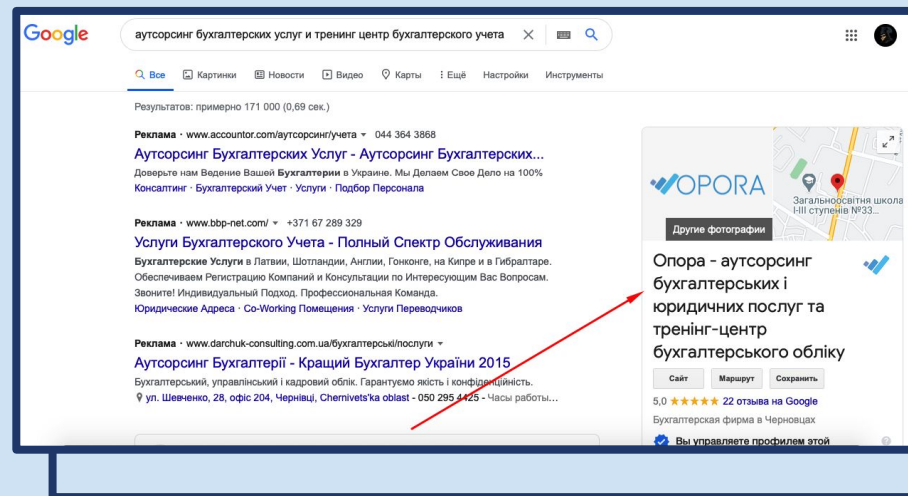 Google
аутсорсинг бухгалтерских услуг и тренинг центр бухгалтерского учета
Все Картинки Новости Видео Карты Ещё Настройки Инструменты
Результатов: примерно 171 000 (0,69 сек.)
Реклама · www.accountor.com/аутсорсинг/учета 044 364 3868
Аутсорсинг Бухгалтерских Услуг - Аутсорсинг Бухгалтерских...
Доверьте нам Ведение Вашей Бухгалтерии в Украине. Мы Делаем Свое Дело на 100%
Консалтинг · Бухгалтерский Учет · Услуги · Подбор Персонала
Реклама · www.bbp-net.com/ +371 67 289 329
Услуги Бухгалтерского Учета - Полный Спектр Обслуживания
Бухгалтерские Услуги в Латвии, Шотландии, Англии, Гонконге, на Кипре и в Гибралтаре.
Обеспечиваем Регистрацию Компаний и Консультации по Интересующим Вас Вопросам.
Звоните! Индивидуальный Подход. Профессиональная Команда.
Юридические Адреса · Co-Working Помещения · Услуги Переводчиков
Реклама · www.darchuk-consulting.com.ua/бухгалтерські/послуги
Аутсорсинг Бухгалтерії - Кращий Бухгалтер України 2015
Бухгалтерський, управлінський і кадровий облік. Гарантуємо якість і конфіденційність.
ул. Шевченко, 28, офіс 204, Чернівці, Chernivets'ka oblast - 050 295 4425 - Часы работы...
OPORA
Загальноосвітня школа
I-III ступенів №33...
Другие фотографии
Опора - аутсорсинг
бухгалтерських і
юридичних послуг та
тренінг-центр
бухгалтерського обліку
Сайт Маршрут Сохранить
5,0 22 отзыва на Google
Бухгалтерская фирма в Черновцах
Вы управляете профилем этой